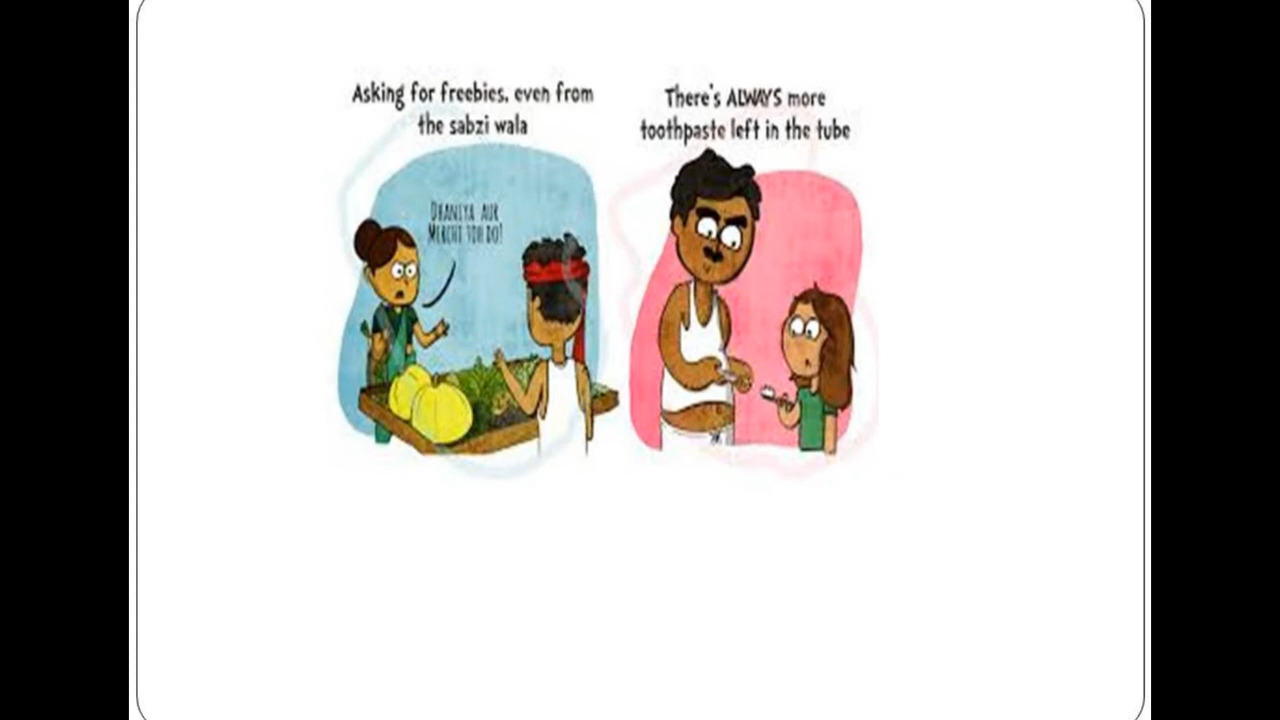 Asking for freebies, even from
the sabzi wala
DHANIYA AUR
MERCHI TOH DO!
There's ALWAYS more
toothpaste left in the tube